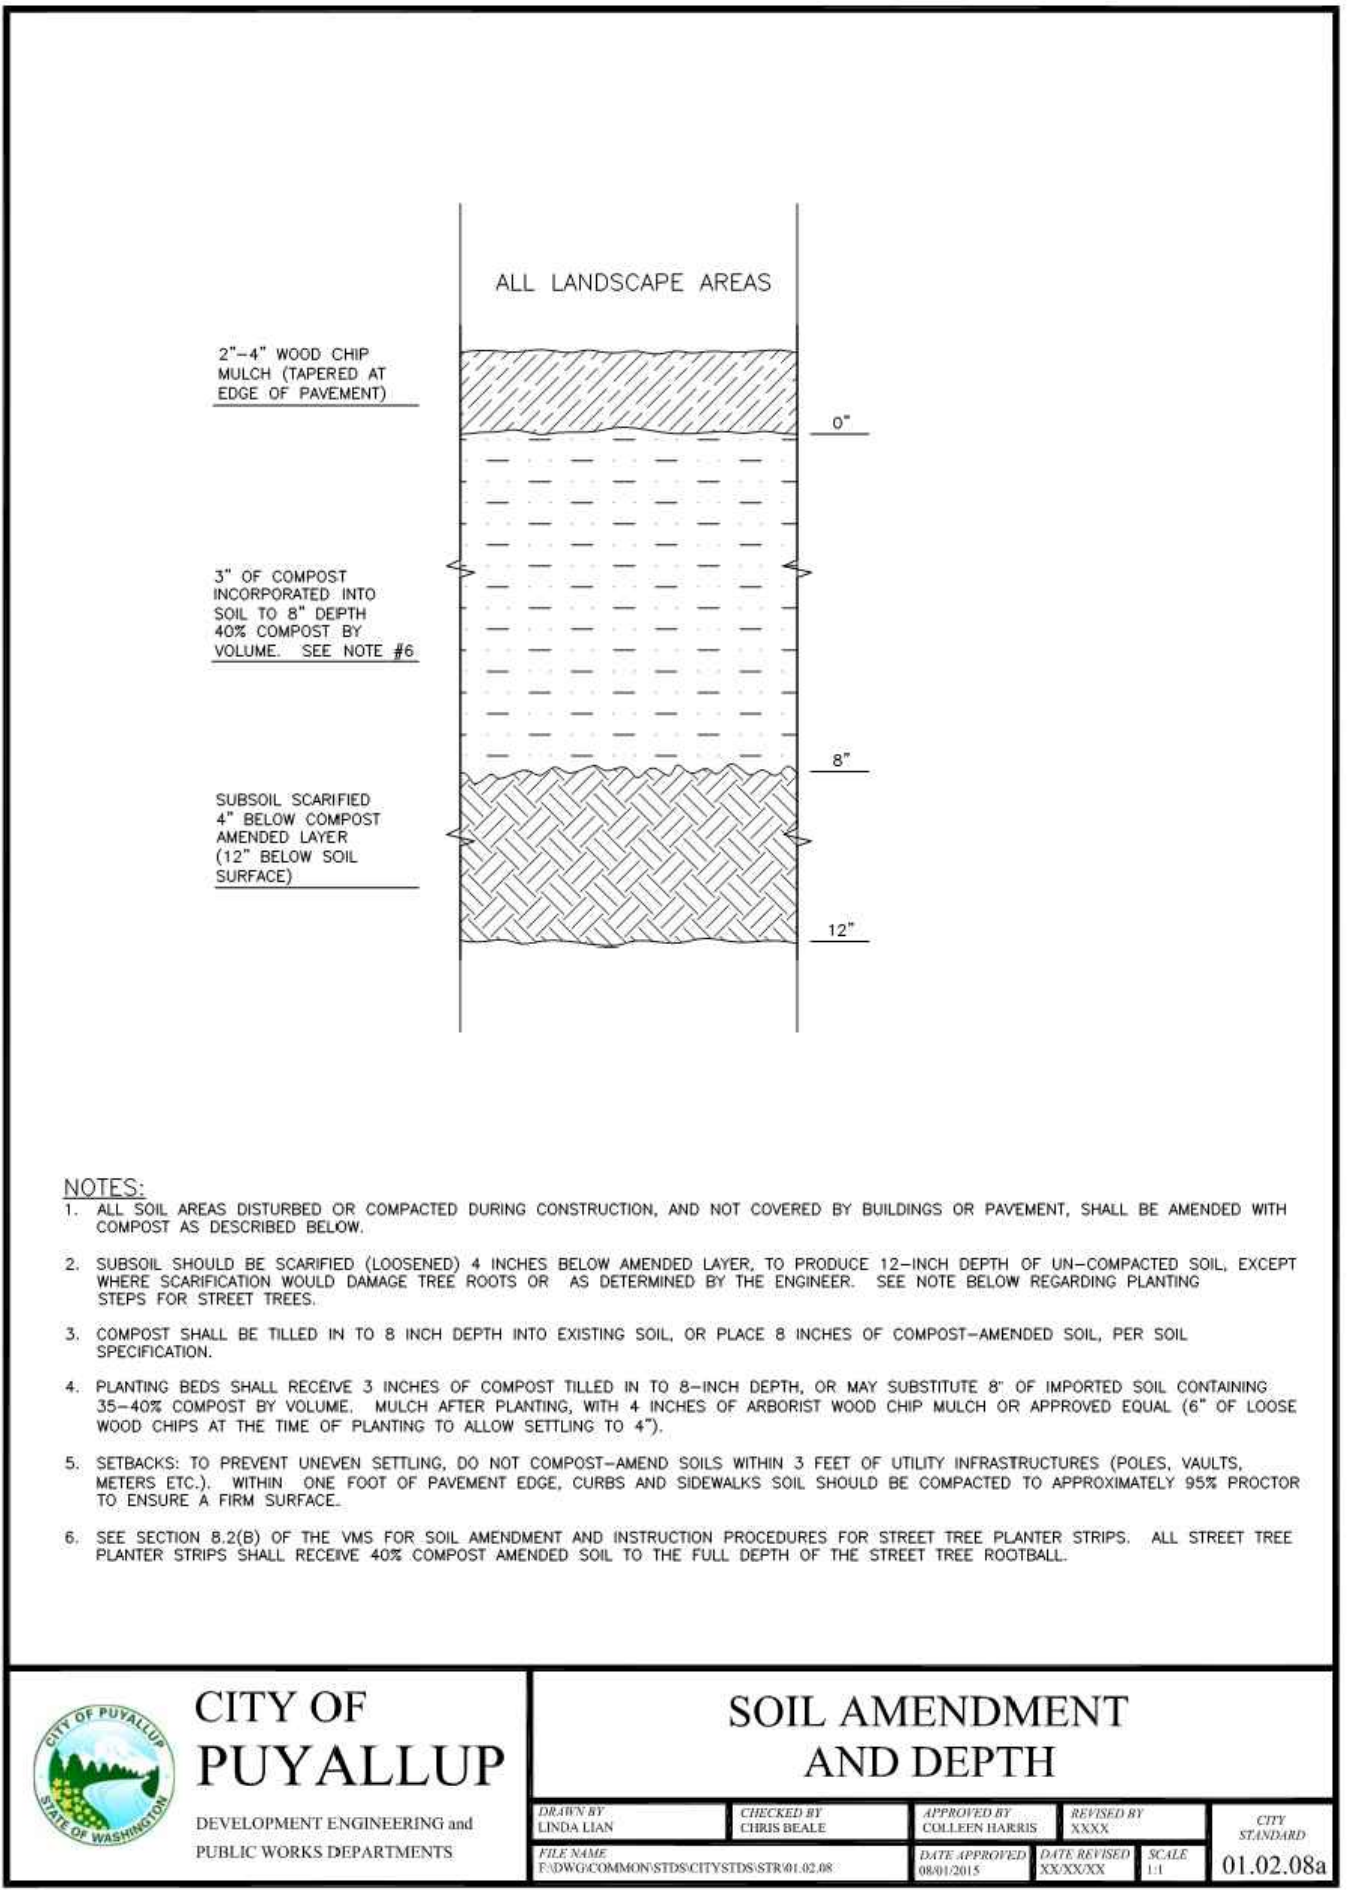 ALL LANDSCAPE AREAS
2"-4" WOOD CHIP
MULCH (TAPERED AT
EDGE OF PAVEMENT)
0"
3" OF COMPOST
INCORPORATED INTO
SOIL TO 8" DEPTH
40% COMPOST BY
VOLUME. SEE NOTE #6
8"
SUBSOIL SCARIFIED
4" BELOW COMPOST
AMENDED LAYER
(12" BELOW SOIL
SURFACE)
12"
NOTES:
1. ALL SOIL AREAS DISTURBED OR COMPACTED DURING CONSTRUCTION, AND NOT COVERED BY BUILDINGS OR PAVEMENT, SHALL BE AMENDED WITH
COMPOST AS DESCRIBED BELOW.
2. SUBSOIL SHOULD BE SCARIFIED (LOOSENED) 4 INCHES BELOW AMENDED LAYER, TO PRODUCE 12-INCH DEPTH OF UN-COMPACTED SOIL, EXCEPT
WHERE SCARIFICATION WOULD DAMAGE TREE ROOTS OR AS DETERMINED BY THE ENGINEER. SEE NOTE BELOW REGARDING PLANTING
STEPS FOR STREET TREES.
3. COMPOST SHALL BE TILLED IN TO 8 INCH DEPTH INTO EXISTING SOIL, OR PLACE 8 INCHES OF COMPOST-AMENDED SOIL, PER SOIL
SPECIFICATION.
4. PLANTING BEDS SHALL RECEIVE 3 INCHES OF COMPOST TILLED IN TO 8-INCH DEPTH, OR MAY SUBSTITUTE 8" OF IMPORTED SOIL CONTAINING
35-40% COMPOST BY VOLUME. MULCH AFTER PLANTING, WITH 4 INCHES OF ARBORIST WOOD CHIP MULCH OR APPROVED EQUAL (6" OF LOOSE
WOOD CHIPS AT THE TIME OF PLANTING TO ALLOW SETTLING TO 4").
5. SETBACKS: TO PREVENT UNEVEN SETTLING, DO NOT COMPOST-AMEND SOILS WITHIN 3 FEET OF UTILITY INFRASTRUCTURES (POLES, VAULTS,
METERS ETC.). WITHIN ONE FOOT OF PAVEMENT EDGE, CURBS AND SIDEWALKS SOIL SHOULD BE COMPACTED TO APPROXIMATELY 95% PROCTOR
TO ENSURE A FIRM SURFACE.
6. SEE SECTION 8.2(B) OF THE VMS FOR SOIL AMENDMENT AND INSTRUCTION PROCEDURES FOR STREET TREE PLANTER STRIPS. ALL STREET TREE
PLANTER STRIPS SHALL RECEIVE 40% COMPOST AMENDED SOIL TO THE FULL DEPTH OF THE STREET TREE ROOTBALL.
CITY OF PUYALLUP
STATE OF WASHINGTON
CITY OF
PUYALLUP
DEVELOPMENT ENGINEERING and
PUBLIC WORKS DEPARTMENTS
SOIL AMENDMENT
AND DEPTH
DRAWN BY
LINDA LIAN
CHECKED BY
CHRIS BEALE
APPROVED BY
COLLEEN HARRIS
REVISED BY
XXXX
FILE NAME
F:\DWG\COMMON\STDS\CITYSTDS\STR\01.02.08
DATE APPROVED
08/01/2015
DATE REVISED
XX/XX/XX
SCALE
1:1
CITY
STANDARD
01.02.08a